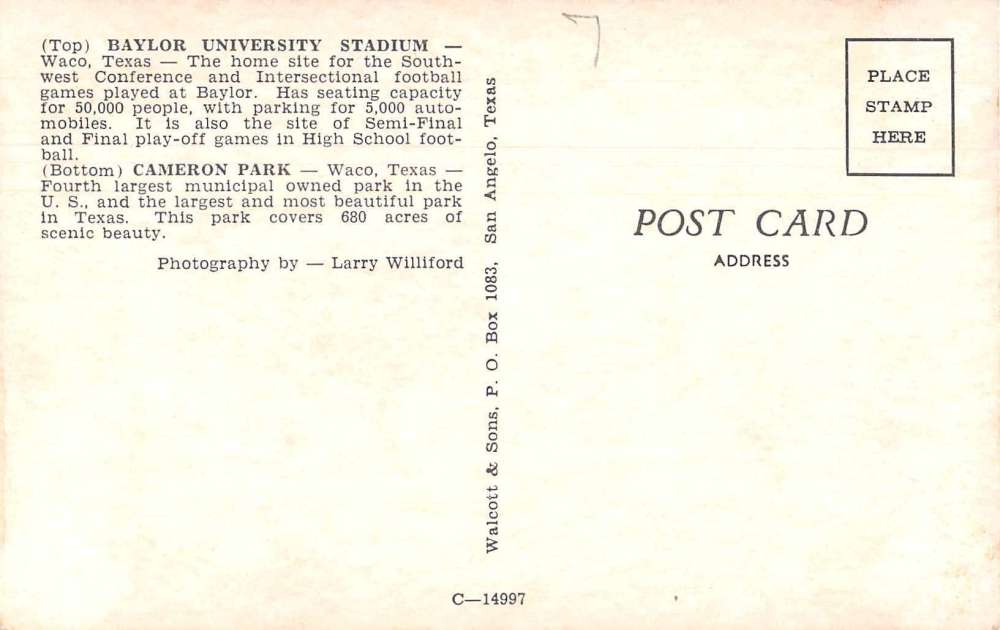 (Top) BAYLOR UNIVERSITY STADIUM —
Waco, Texas — The home site for the South-
west Conference and Intersectional football
games played at Baylor. Has seating capacity
for 50,000 people, with parking for 5,000 auto-
mobiles. It is also the site of Semi-Final
and Final play-off games in High School foot-
ball.
(Bottom) CAMERON PARK — Waco, Texas —
Fourth largest municipal owned park in the
U. S., and the largest and most beautiful park
in Texas. This park covers 680 acres of
scenic beauty.
Photography by — Larry Williford
Walcott & Sons, P. O. Box 1083, San Angelo, Texas
C—14997
7
PLACE
STAMP
HERE
POST CARD
ADDRESS